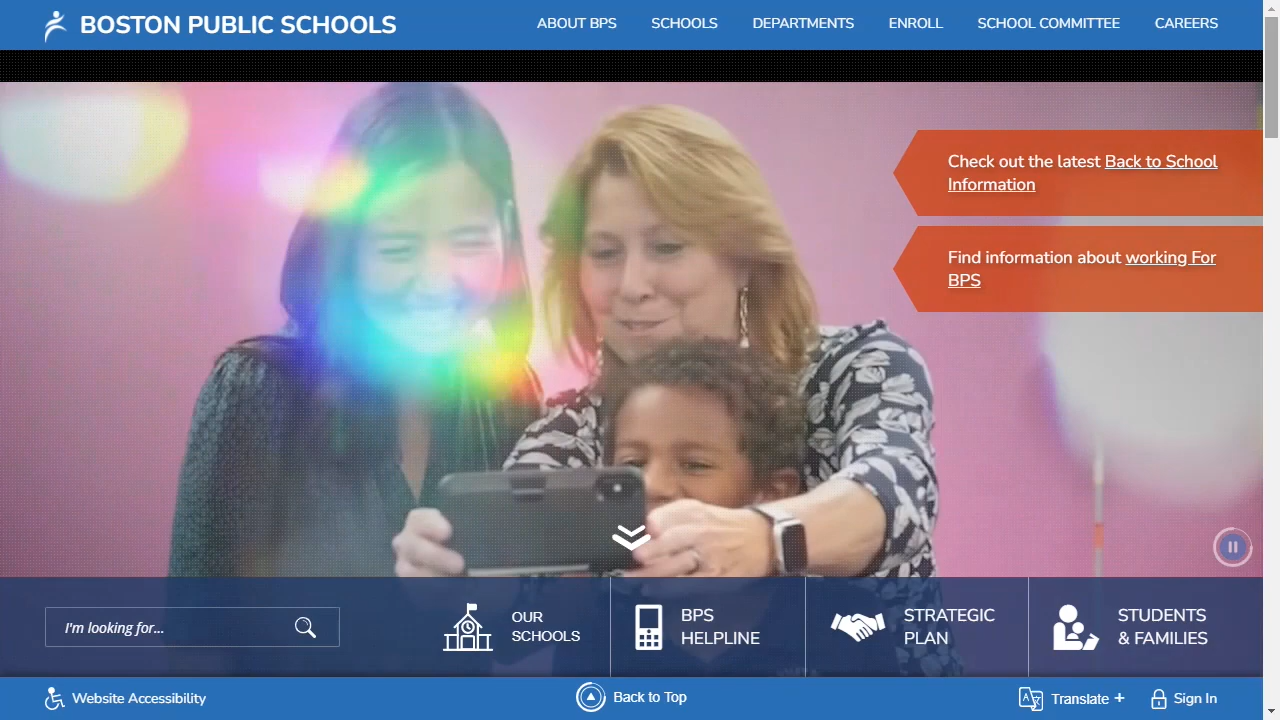 BOSTON PUBLIC SCHOOLS
ABOUT BPS SCHOOLS DEPARTMENTS ENROLL SCHOOL COMMITTEE CAREERS
Check out the latest Back to School
Information
Find information about working For
BPS
I'm looking for...
OUR
SCHOOLS
BPS
HELPLINE
STRATEGIC
PLAN
STUDENTS
& FAMILIES
Website Accessibility
Back to Top
Translate +
Sign In